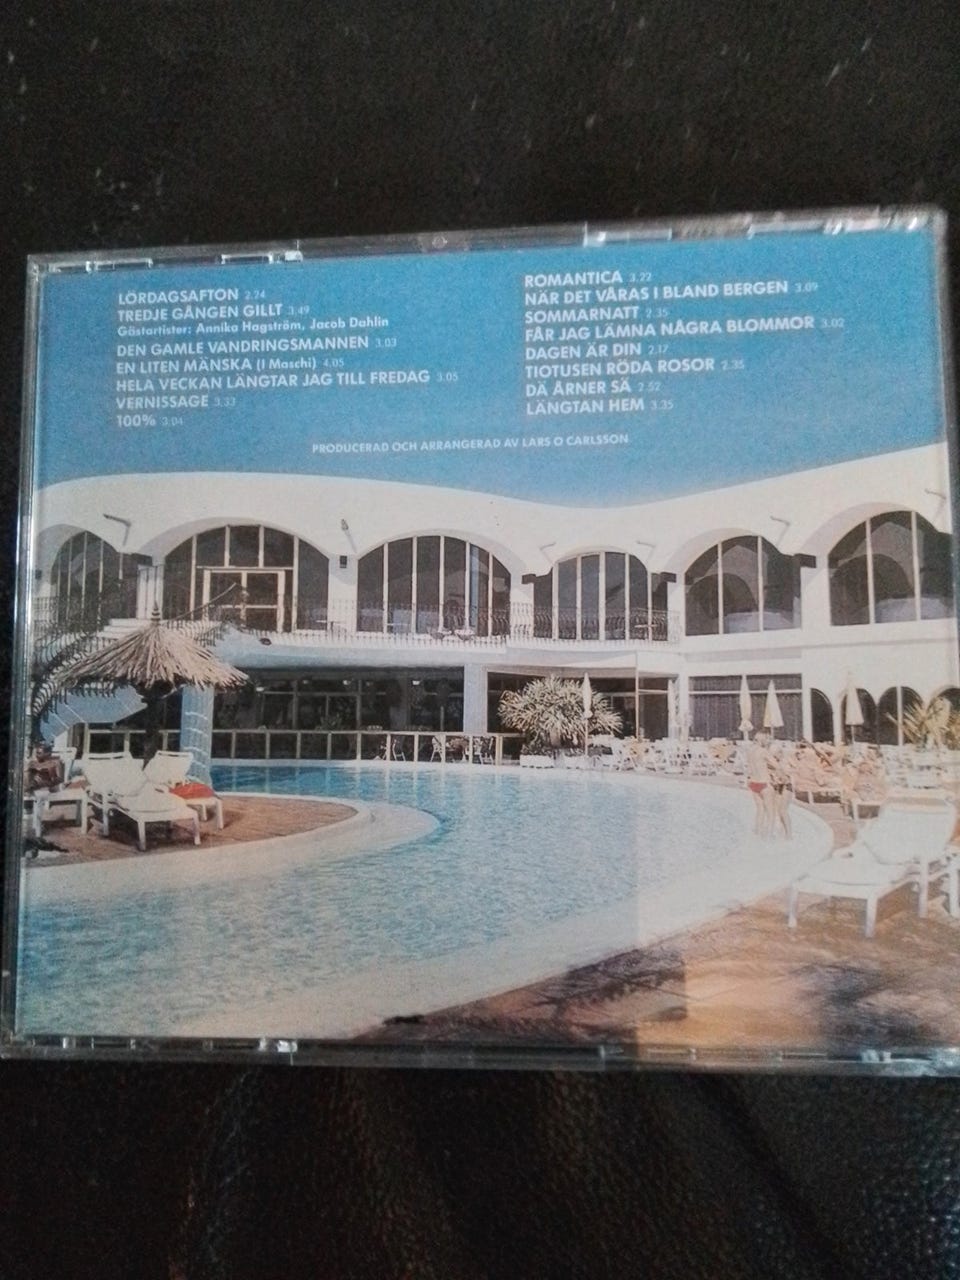 LÖRDAGSAFTON 2.24
TREDJE GÅNGEN GILLT 3.49
Gästartister: Annika Hagström, Jacob Dahlin
DEN GAMLE VANDRINGSMANNEN 3.03
EN LITEN MÄNSKA (I Maschi) 4.05
HELA VECKAN LÄNGTAR JAG TILL FREDAG 3.05
VERNISSAGE 3.33
100% 3.04
ROMANTICA 3.22
NÄR DET VÅRAS I BLAND BERGEN 3.09
SOMMARNATT 2.35
FÅR JAG LÄMNA NÅGRA BLOMMOR 3.02
DAGEN ÄR DIN 2.17
TIOTUSEN RÖDA ROSOR 2.35
DÄ ÄRNER SÅ 2.52
LÄNGTAN HEM 3.35
PRODUCERAD OCH ARRANGERAD AV LARS O CARLSSON